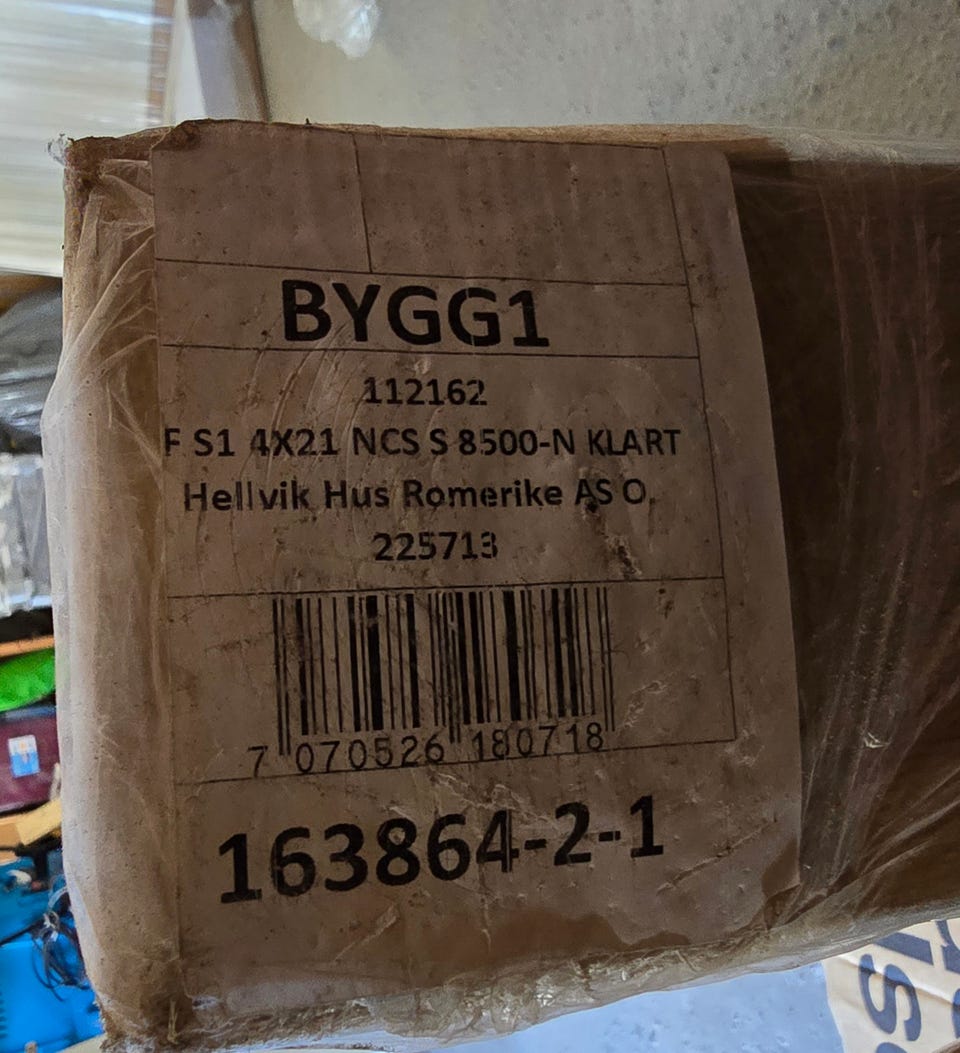 BYGG1
112162
F S1 4X21 NCS S 8500-N KLART
Hellvik Hus Romerike AS O.
225713
7 070526 180718
163864-2-1